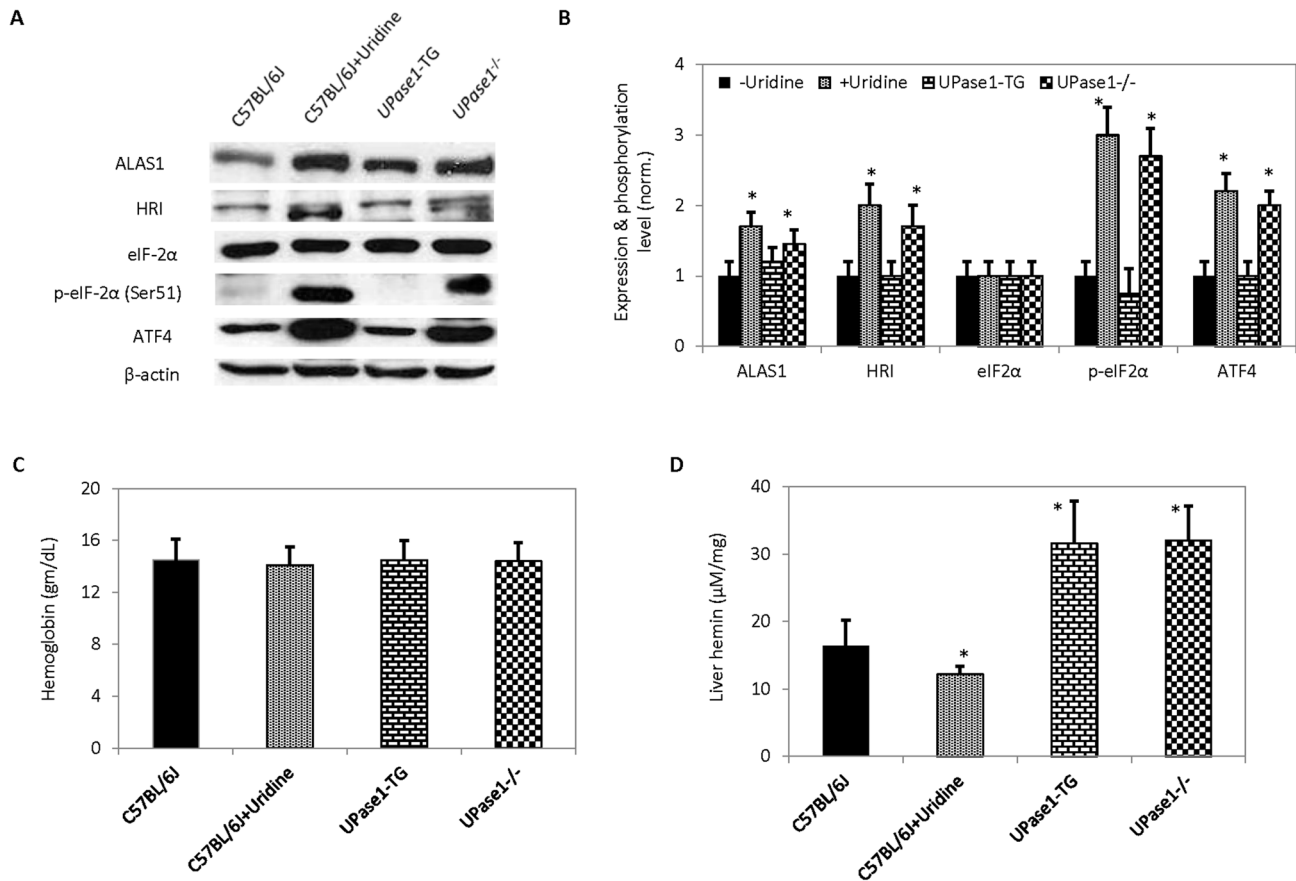 A
C57BL/6J
C57BL/6J+Uridine
UPase1-TG
UPase1-/-
ALAS1
HRI
eIF-2α
p-eIF-2α (Ser51)
ATF4
β-actin
B
Expression & phosphorylation
level (norm.)
4
3
2
1
0
-Uridine +Uridine UPase1-TG UPase1-/-
* * * * * * * *
ALAS1 HRI eIF2α p-eIF2α ATF4
C
Hemoglobin (gm/dL)
20
16
12
8
4
0
C57BL/6J
C57BL/6J+Uridine
UPase1-TG
UPase1-/-
D
Liver hemin (µM/mg)
40
30
20
10
0
* * *
C57BL/6J
C57BL/6J+Uridine
UPase1-TG
UPase1-/-